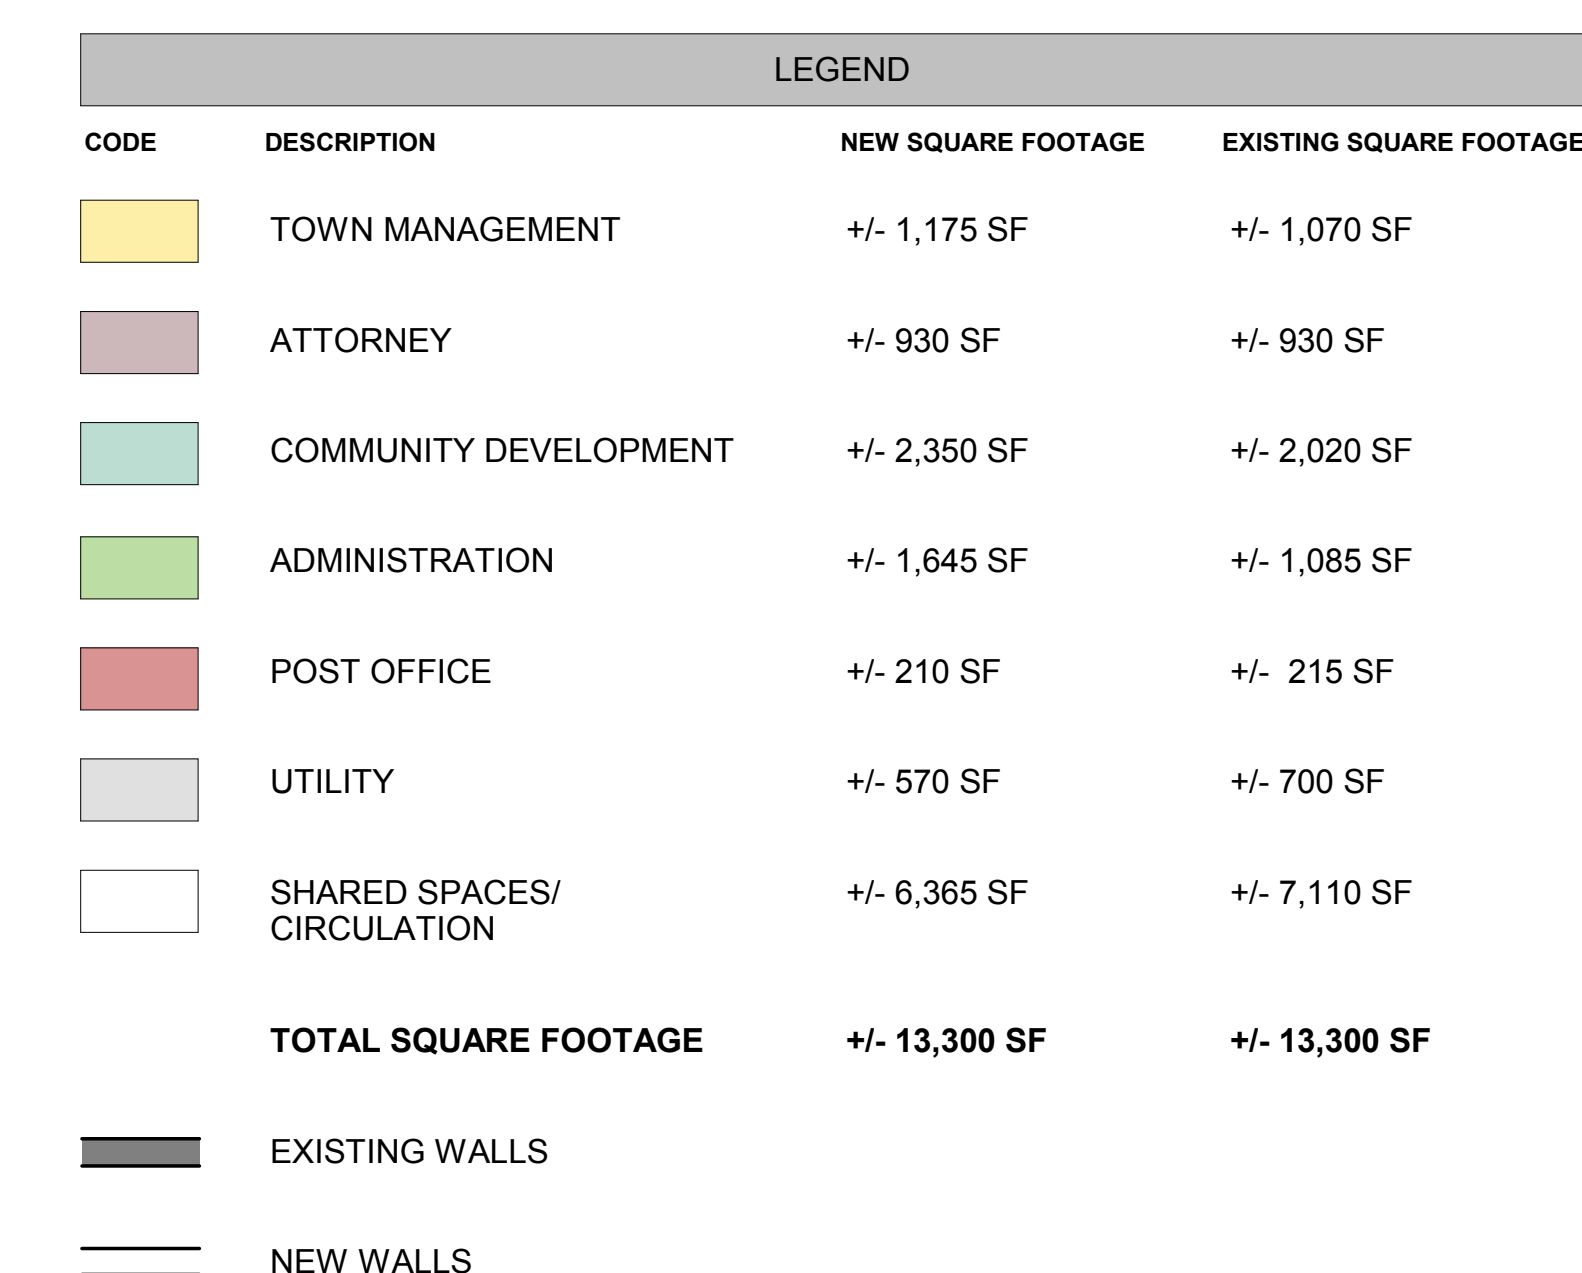 LEGEND
CODE DESCRIPTION NEW SQUARE FOOTAGE EXISTING SQUARE FOOTAGE
TOWN MANAGEMENT +/- 1,175 SF +/- 1,070 SF
ATTORNEY +/- 930 SF +/- 930 SF
COMMUNITY DEVELOPMENT +/- 2,350 SF +/- 2,020 SF
ADMINISTRATION +/- 1,645 SF +/- 1,085 SF
POST OFFICE +/- 210 SF +/- 215 SF
UTILITY +/- 570 SF +/- 700 SF
SHARED SPACES/ +/- 6,365 SF +/- 7,110 SF
CIRCULATION
TOTAL SQUARE FOOTAGE +/- 13,300 SF +/- 13,300 SF
EXISTING WALLS
NEW WALLS